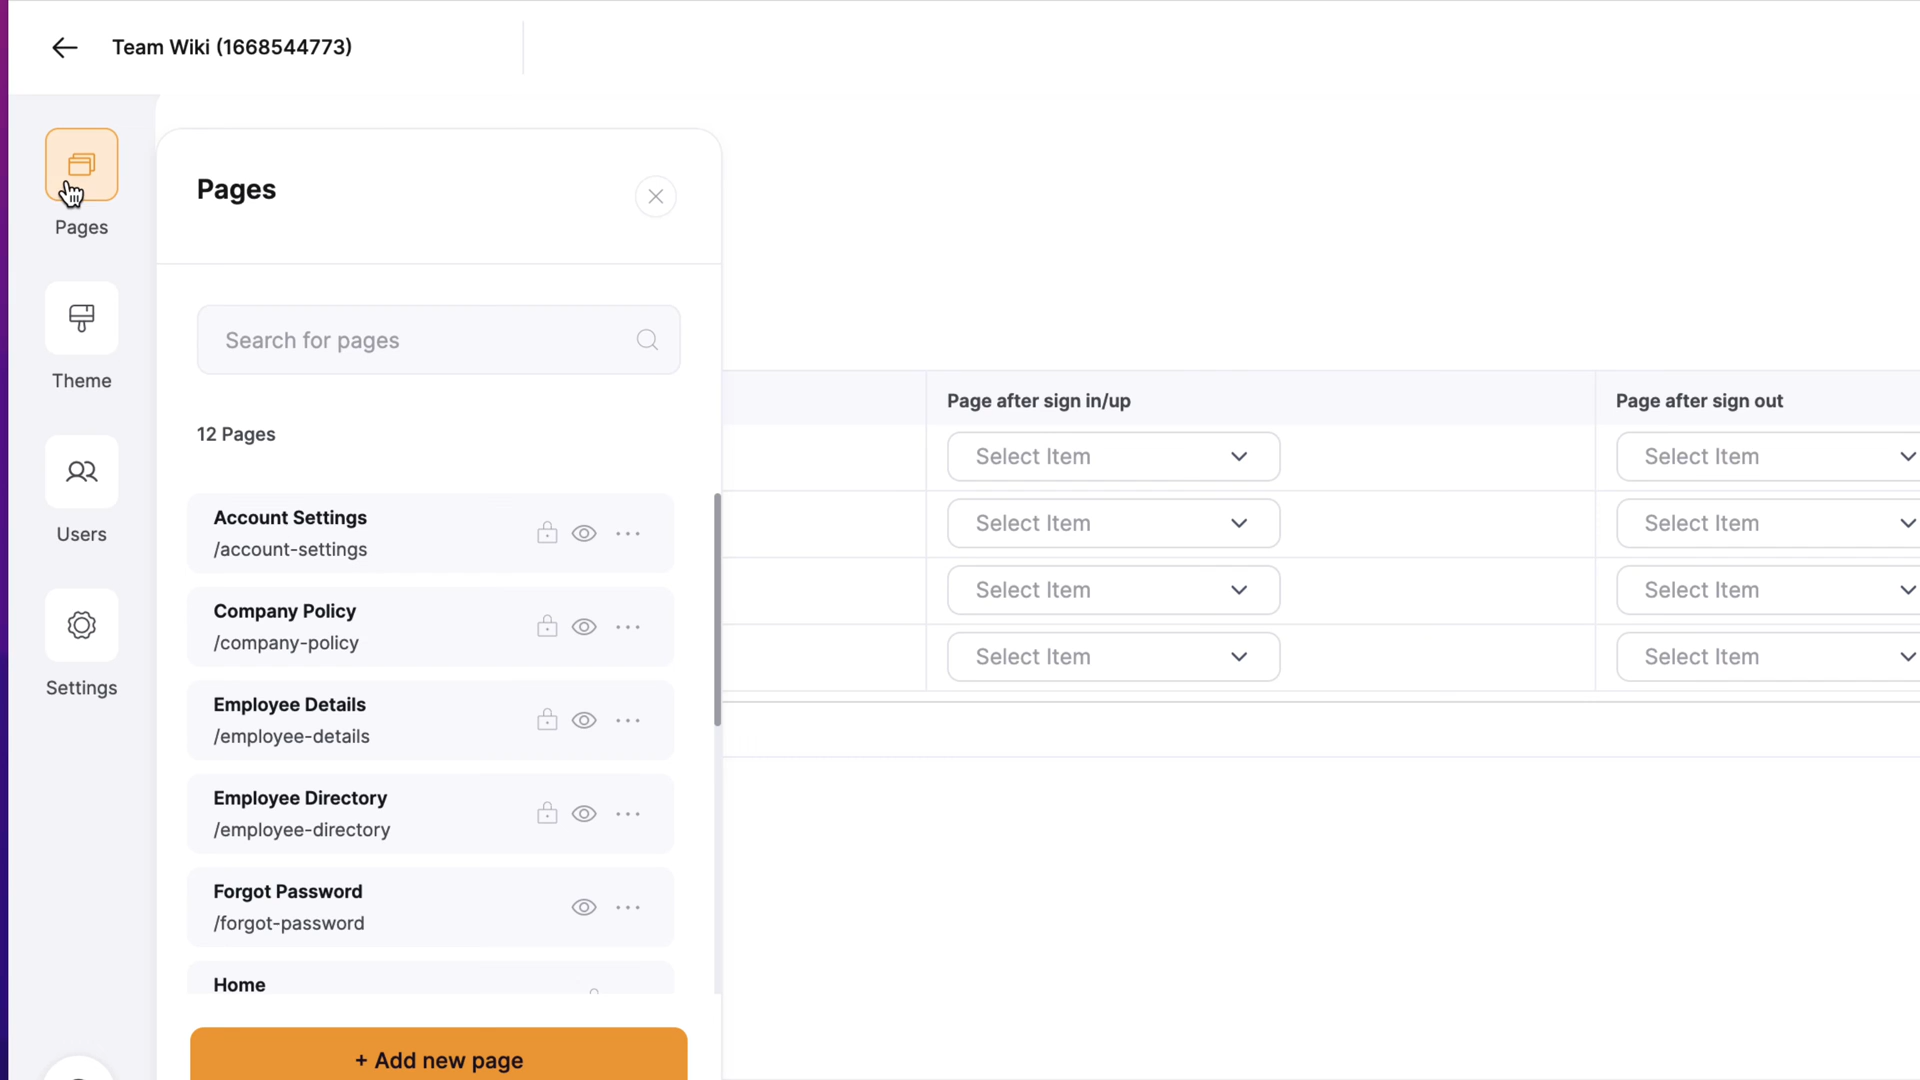 Team Wiki (1668544773)
Pages
Theme
Users
Settings
Pages
Search for pages
12 Pages
Account Settings
/account-settings
Company Policy
/company-policy
Employee Details
/employee-details
Employee Directory
/employee-directory
Forgot Password
/forgot-password
Home
+ Add new page
Page after sign in/up
Page after sign out
Select Item
Select Item
Select Item
Select Item
Select Item
Select Item
Select Item
Select Item